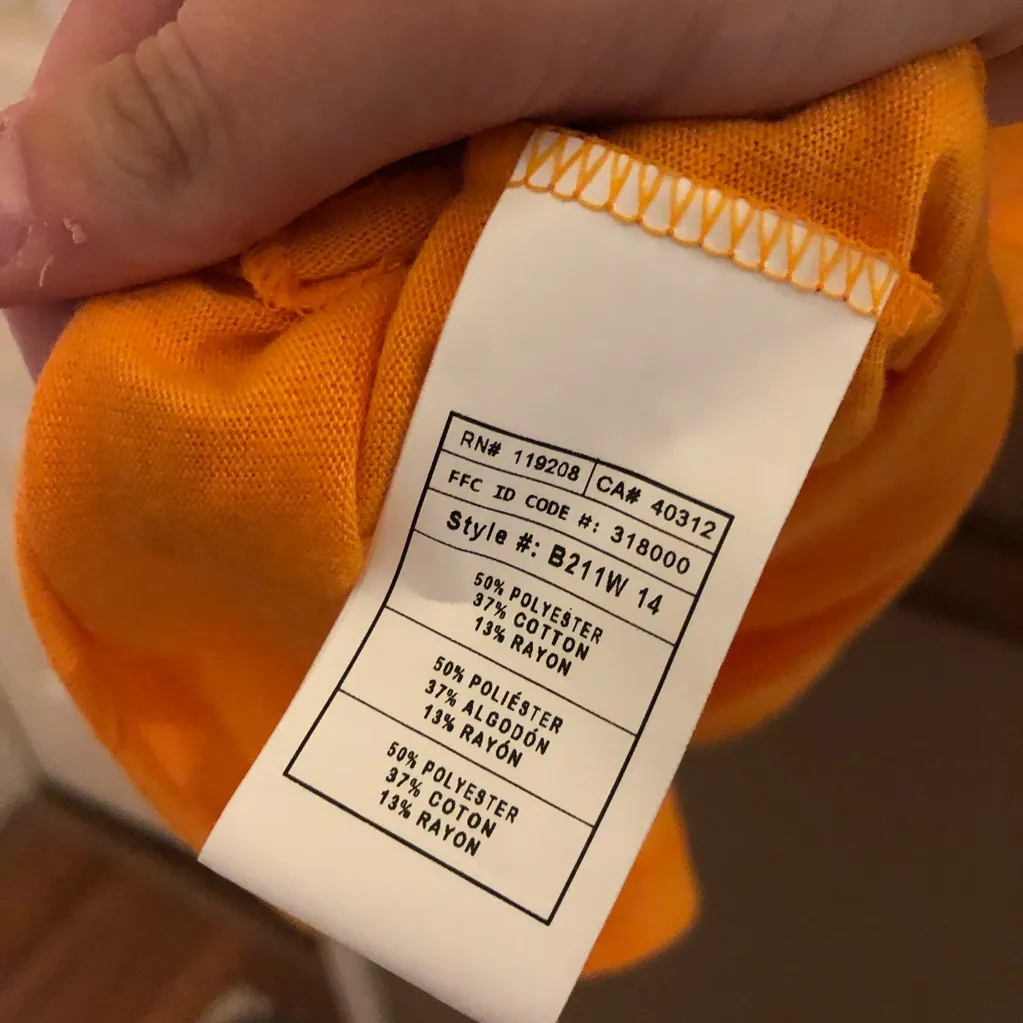 RN# 119208 CA# 40312
FFC ID CODE #: 318000
Style #: B211W 14
50% POLYESTER
37% COTTON
13% RAYON
50% POLIÉSTER
37% ALGODÓN
13% RAYÓN
50% POLYESTER
37% COTON
13% RAYON